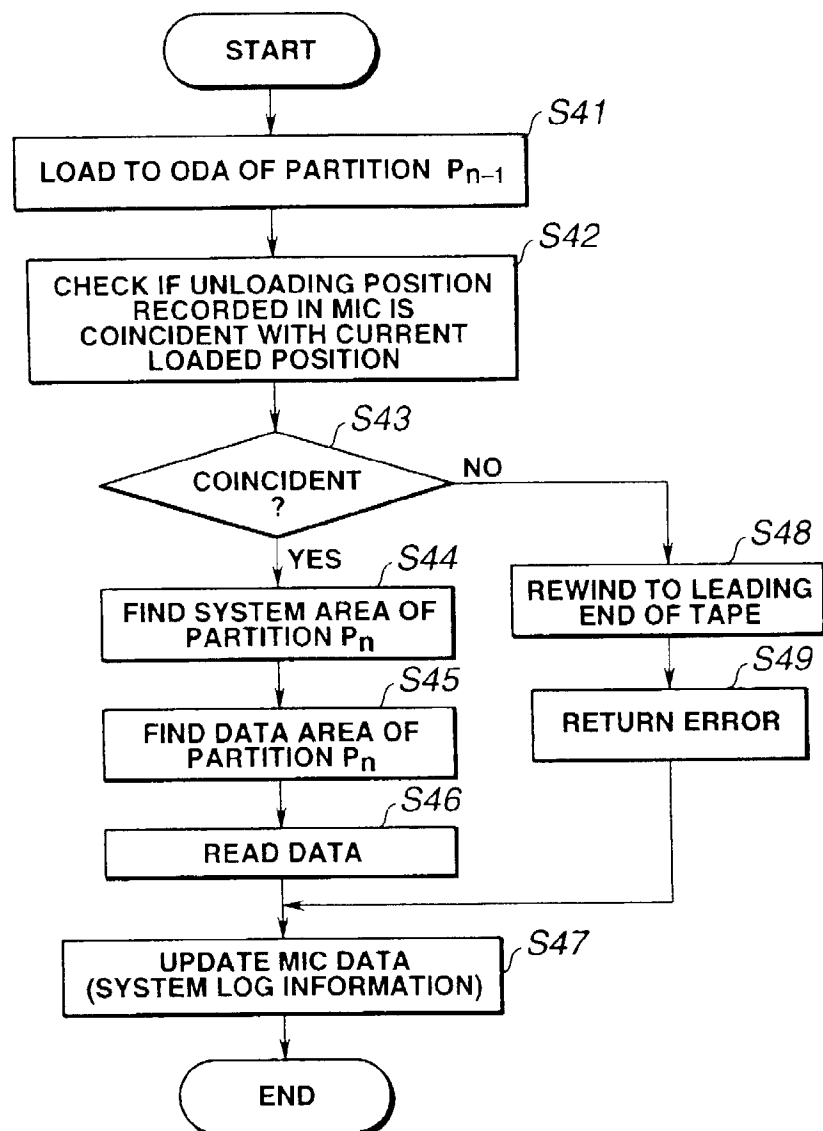 START
S41
LOAD TO ODA OF PARTITION Pn-1
S42
CHECK IF UNLOADING POSITION
RECORDED IN MIC IS
COINCIDENT WITH CURRENT
LOADED POSITION
S43
COINCIDENT
?
NO
YES
S44
FIND SYSTEM AREA OF
PARTITION Pn
S48
REWIND TO LEADING
END OF TAPE
S45
FIND DATA AREA OF
PARTITION Pn
S49
RETURN ERROR
S46
READ DATA
S47
UPDATE MIC DATA
(SYSTEM LOG INFORMATION)
END